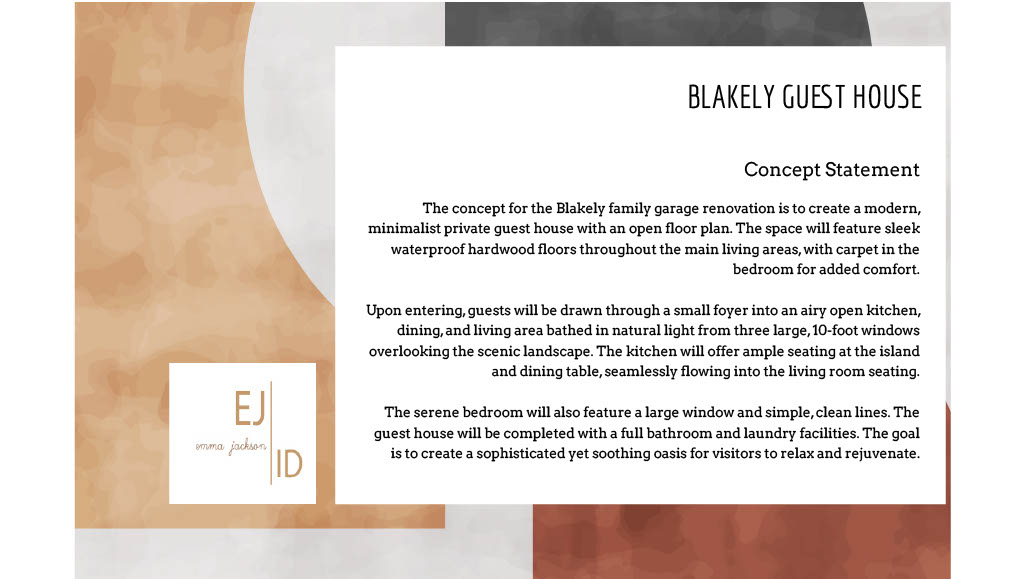 BLAKELY GUEST HOUSE
Concept Statement
The concept for the Blakely family garage renovation is to create a modern,
minimalist private guest house with an open floor plan. The space will feature sleek
waterproof hardwood floors throughout the main living areas, with carpet in the
bedroom for added comfort.
Upon entering, guests will be drawn through a small foyer into an airy open kitchen,
dining, and living area bathed in natural light from three large, 10-foot windows
overlooking the scenic landscape. The kitchen will offer ample seating at the island
and dining table, seamlessly flowing into the living room seating.
The serene bedroom will also feature a large window and simple, clean lines. The
guest house will be completed with a full bathroom and laundry facilities. The goal
is to create a sophisticated yet soothing oasis for visitors to relax and rejuvenate.
EJ
emma jackson
ID